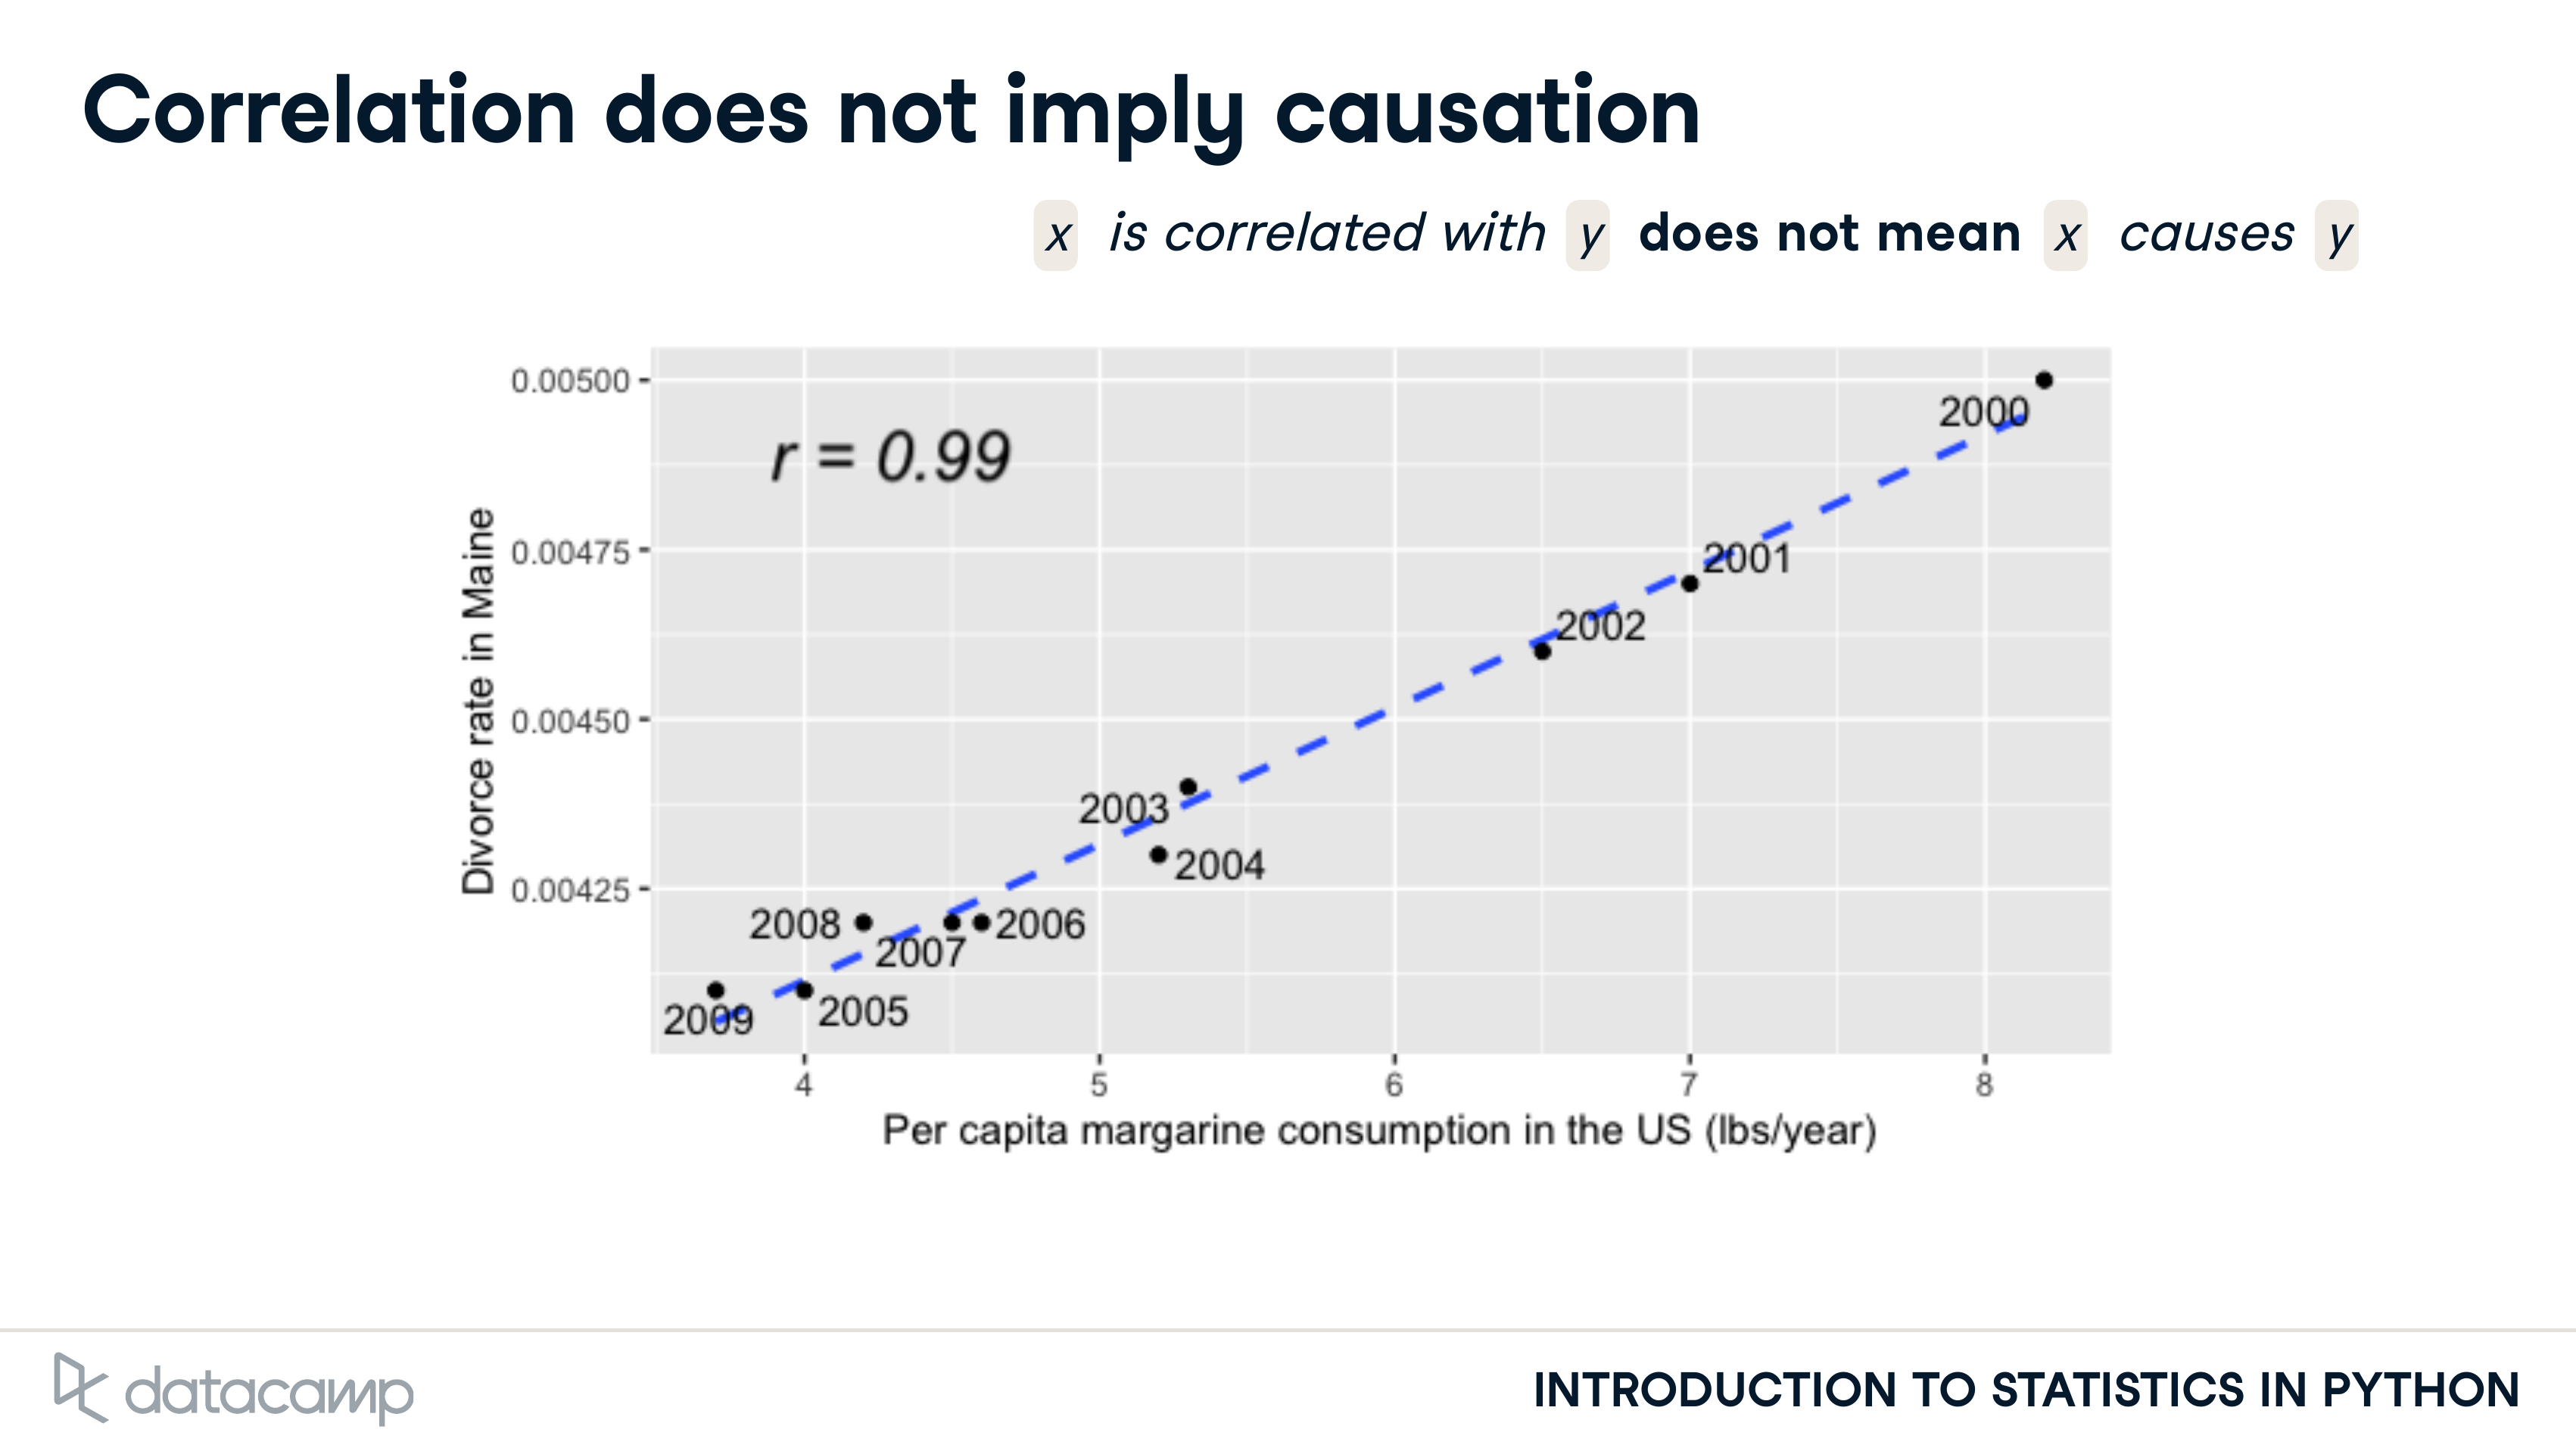 Correlation does not imply causation
x is correlated with y does not mean x causes y
0.00500
0.00475
0.00450
0.00425
Divorce rate in Maine
r = 0.99
2000
2001
2002
2003
2004
2008
2007
2006
2009
2005
4 5 6 7 8
Per capita margarine consumption in the US (lbs/year)
datacamp
INTRODUCTION TO STATISTICS IN PYTHON